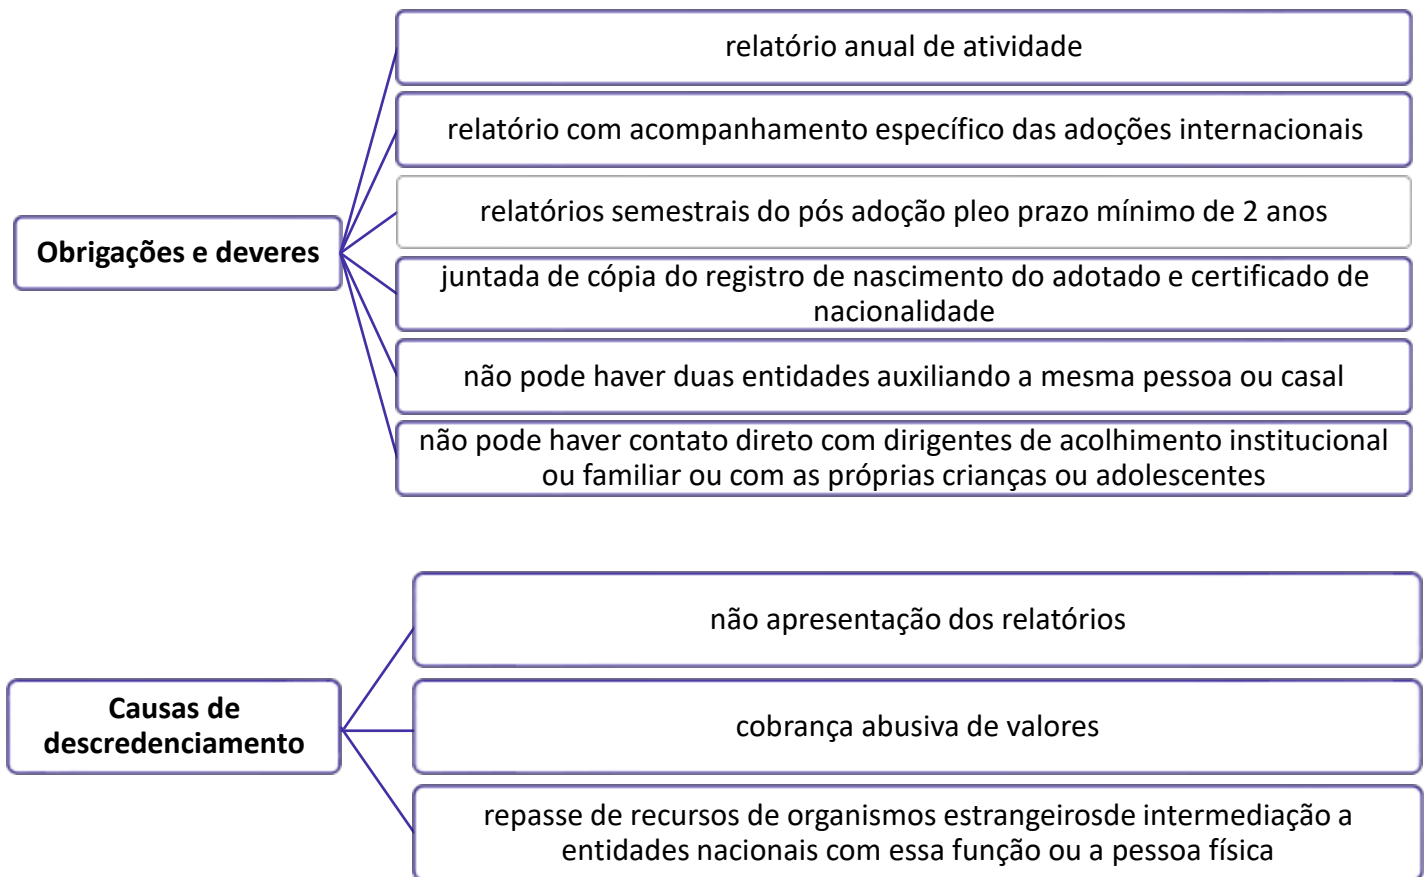 relatório anual de atividade
relatório com acompanhamento específico das adoções internacionais
relatórios semestrais do pós adoção pleo prazo mínimo de 2 anos
Obrigações e deveres
juntada de cópia do registro de nascimento do adotado e certificado de
nacionalidade
não pode haver duas entidades auxiliando a mesma pessoa ou casal
não pode haver contato direto com dirigentes de acolhimento institucional
ou familiar ou com as próprias crianças ou adolescentes
não apresentação dos relatórios
Causas de
descredenciamento
cobrança abusiva de valores
repasse de recursos de organismos estrangeirosde intermediação a
entidades nacionais com essa função ou a pessoa física